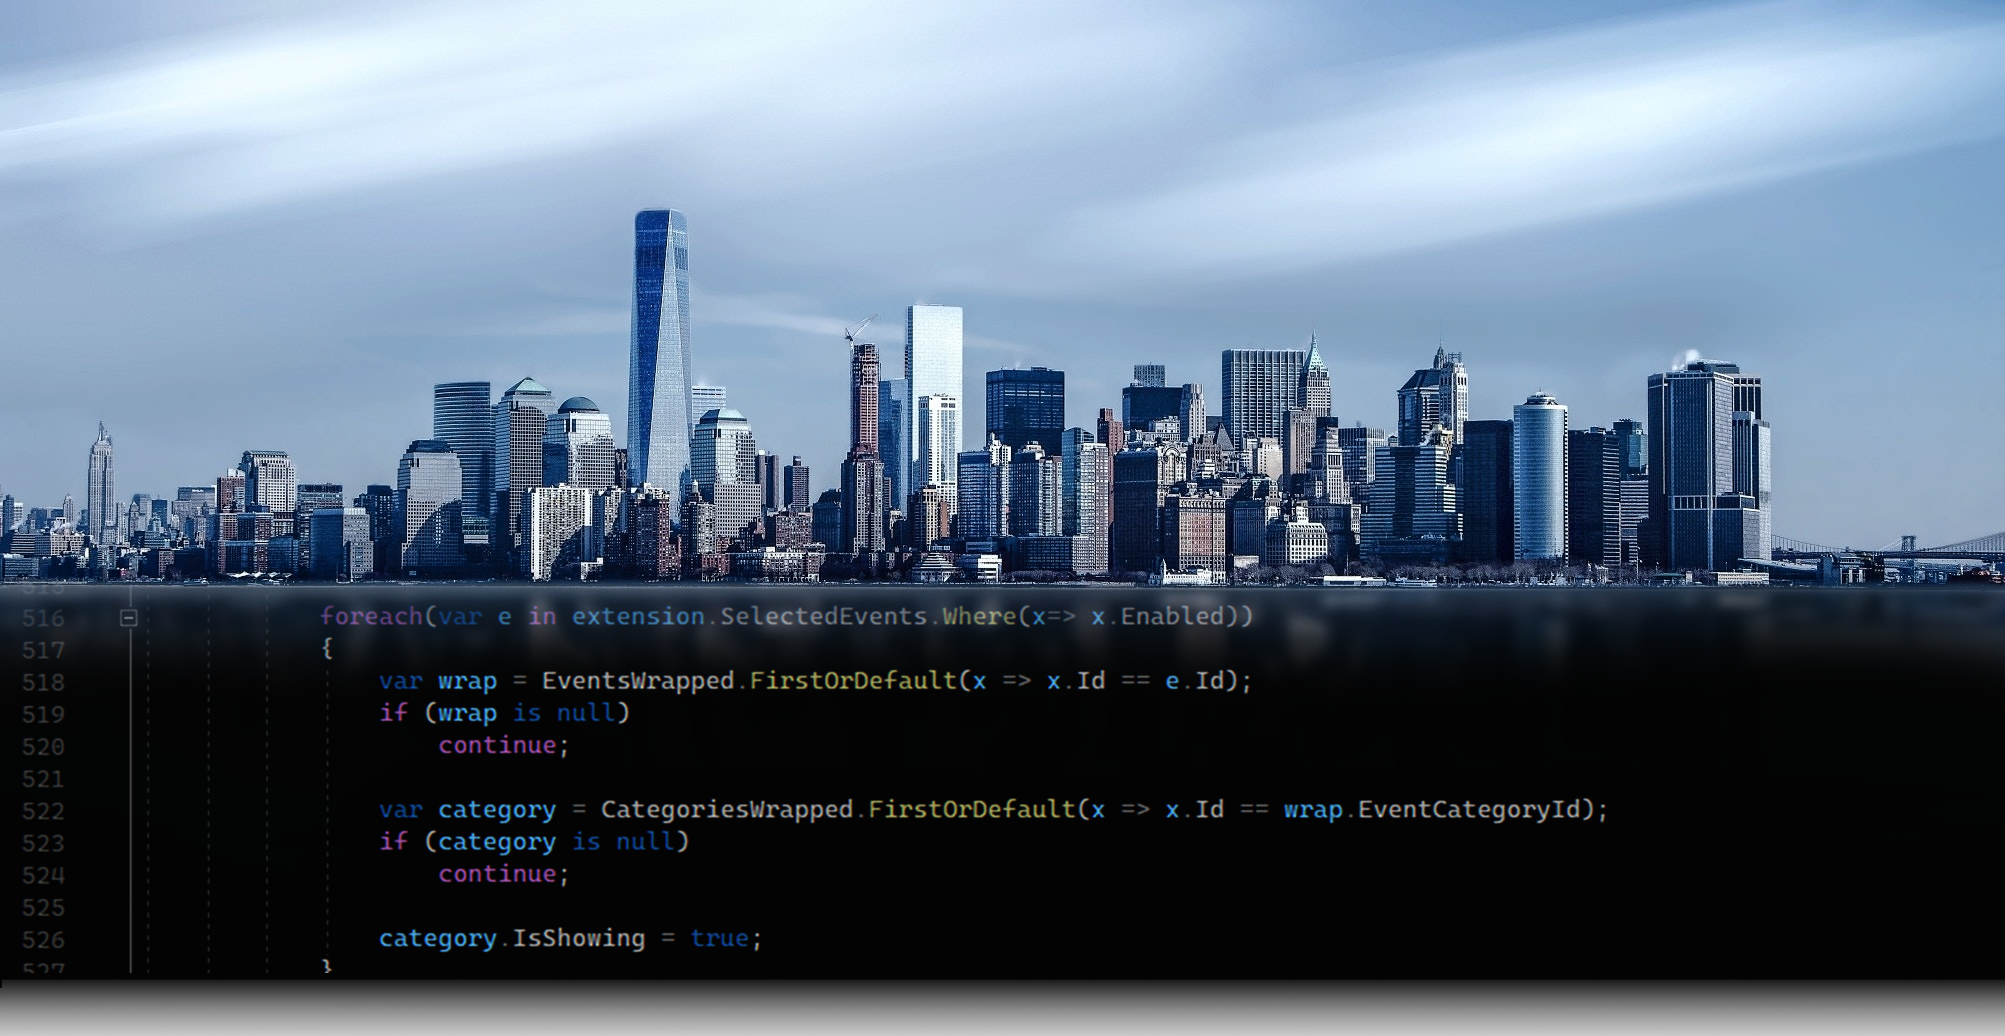 516 foreach(var e in extension.SelectedEvents.Where(x=> x.Enabled))
517 {
518 var wrap = EventsWrapped.FirstOrDefault(x => x.Id == e.Id);
519 if (wrap is null)
520 continue;
521
522 var category = CategoriesWrapped.FirstOrDefault(x => x.Id == wrap.EventCategoryId);
523 if (category is null)
524 continue;
525
526 category.IsShowing = true;
527 }